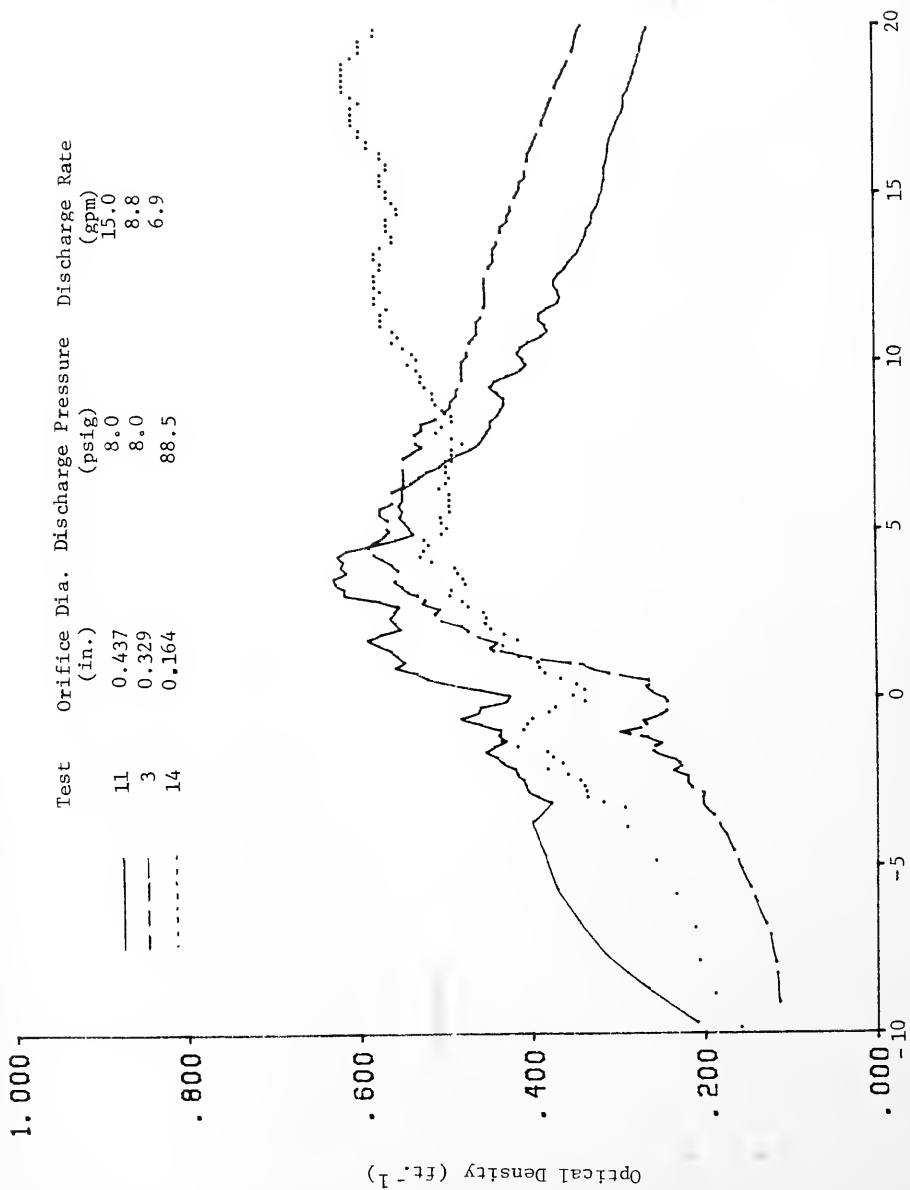 Test Orifice Dia. Discharge Pressure Discharge Rate
(in.) (psig) (gpm)
11 0.437 8.0 15.0
3 0.329 8.0 8.8
14 0.164 88.5 6.9
1.000
.600
.400
.200
.000
Optical Density (ft.-1)
-10 -5 0 5 10 15 20